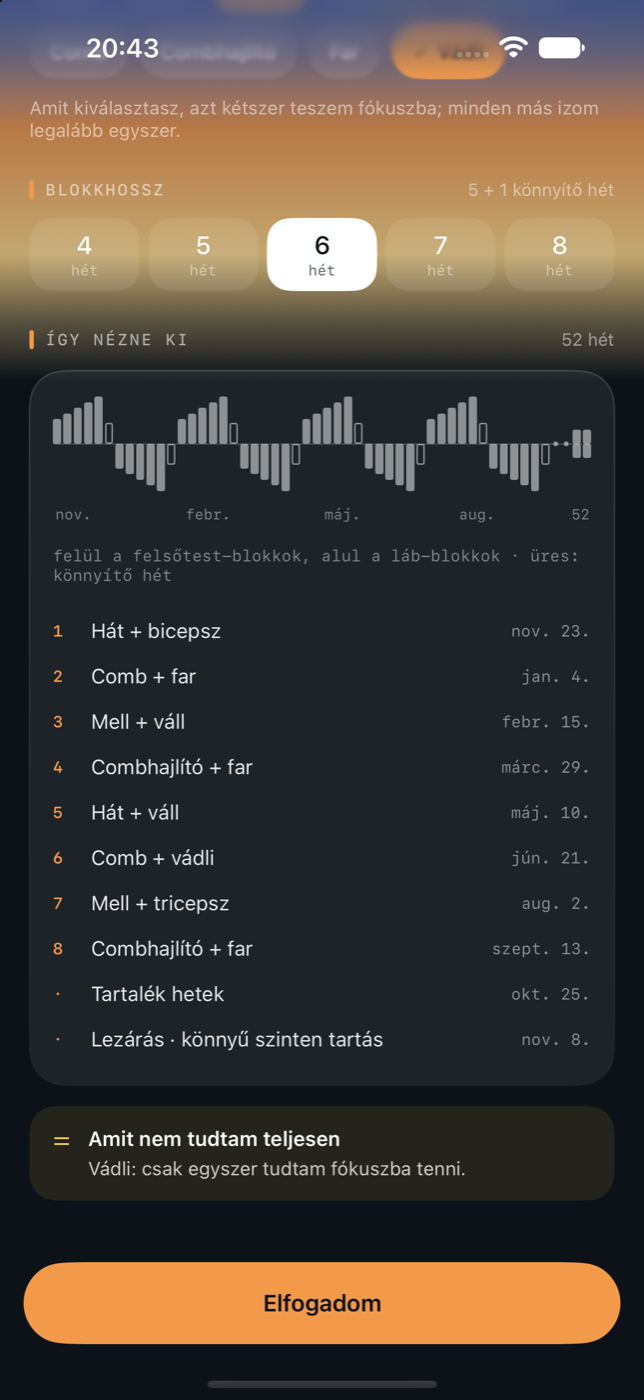 20:43
Combhajlító
Far
Amit kiválasztasz, azt kétszer teszem fókuszba; minden más izom
legalább egyszer.
BLOKKHOSSZ
5 + 1 könnyítő hét
4
hét
5
hét
6
hét
7
hét
8
hét
ÍGY NÉZNE KI
52 hét
nov.
febr.
máj.
aug.
52
felül a felsőtest-blokkok, alul a láb-blokkok · üres:
könnyítő hét
1 Hát + bicepsz nov. 23.
2 Comb + far jan. 4.
3 Mell + váll febr. 15.
4 Combhajlító + far márc. 29.
5 Hát + váll máj. 10.
6 Comb + vádli jún. 21.
7 Mell + tricepsz aug. 2.
8 Combhajlító + far szept. 13.
· Tartalék hetek okt. 25.
· Lezárás · könnyű szinten tartás nov. 8.
Amit nem tudtam teljesen
Vádli: csak egyszer tudtam fókuszba tenni.
Elfogadom